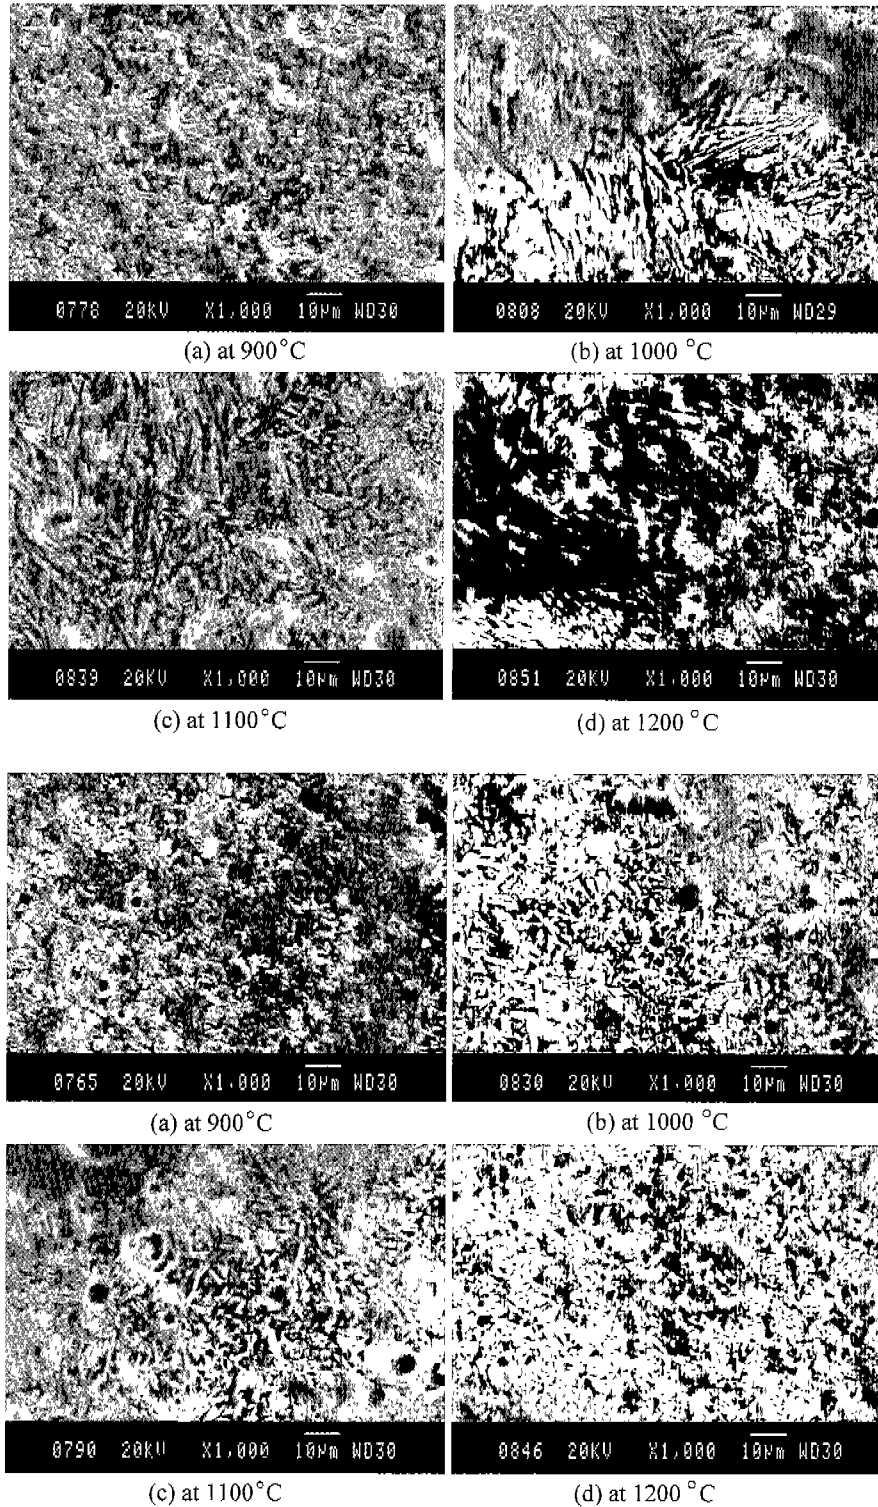 0778 20KV X1,000 10μm WD30
0808 20KV X1,000 10μm WD29
(a) at 900°C
(b) at 1000 °C
0839 20KV X1,000 10μm WD30
0851 20KV X1,000 10μm WD30
(c) at 1100°C
(d) at 1200 °C
0765 20KV X1,000 10μm WD30
0830 20KV X1,000 10μm WD30
(a) at 900°C
(b) at 1000 °C
0790 20KV X1,000 10μm WD30
0846 20KV X1,000 10μm WD30
(c) at 1100°C
(d) at 1200 °C